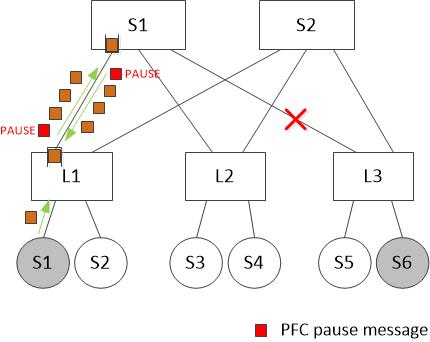 S1 S2
PAUSE
PAUSE
L1 L2 L3
S1 S2 S3 S4 S5 S6
PFC pause message